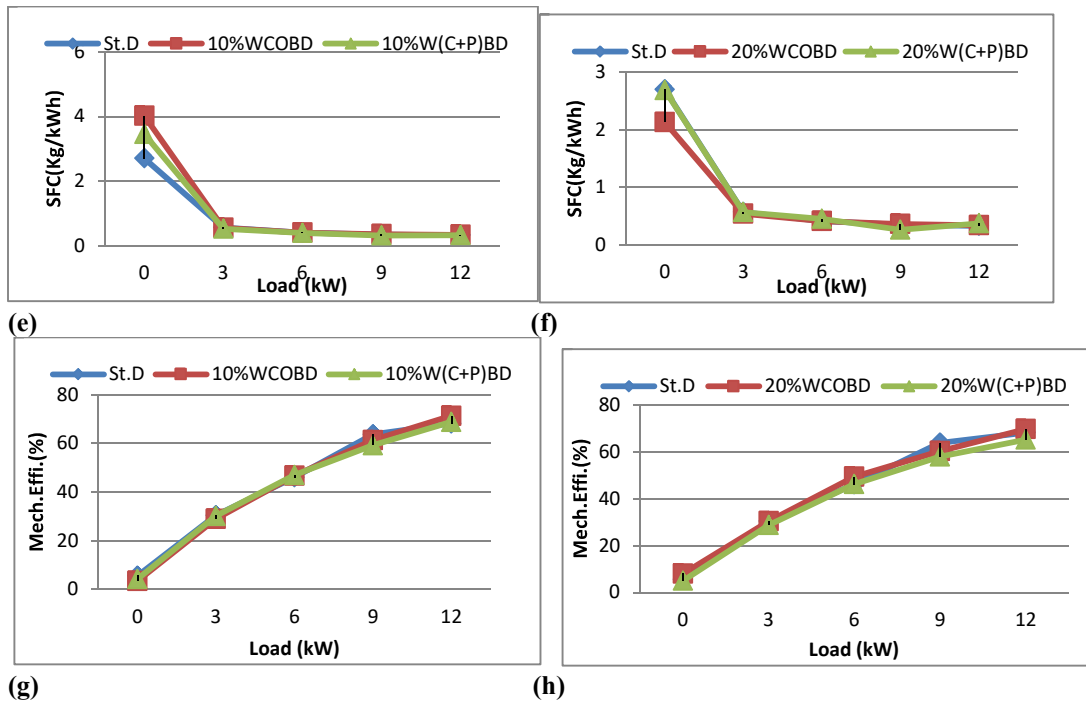 St.D 10%WCOBD 10%W(C+P)BD
6
4
2
0
SFC(Kg/kWh)
0 3 6 9 12
Load (kW)
(e)
St.D 20%WCOBD 20%W(C+P)BD
3
2
1
0
SFC(Kg/kWh)
0 3 6 9 12
Load (kW)
(f)
St.D 10%WCOBD 10%W(C+P)BD
80
60
40
20
0
Mech.Effi.(%)
0 3 6 9 12
Load (kW)
(g)
St.D 20%WCOBD 20%W(C+P)BD
80
60
40
20
0
Mech.Effi.(%)
0 3 6 9 12
Load (kW)
(h)